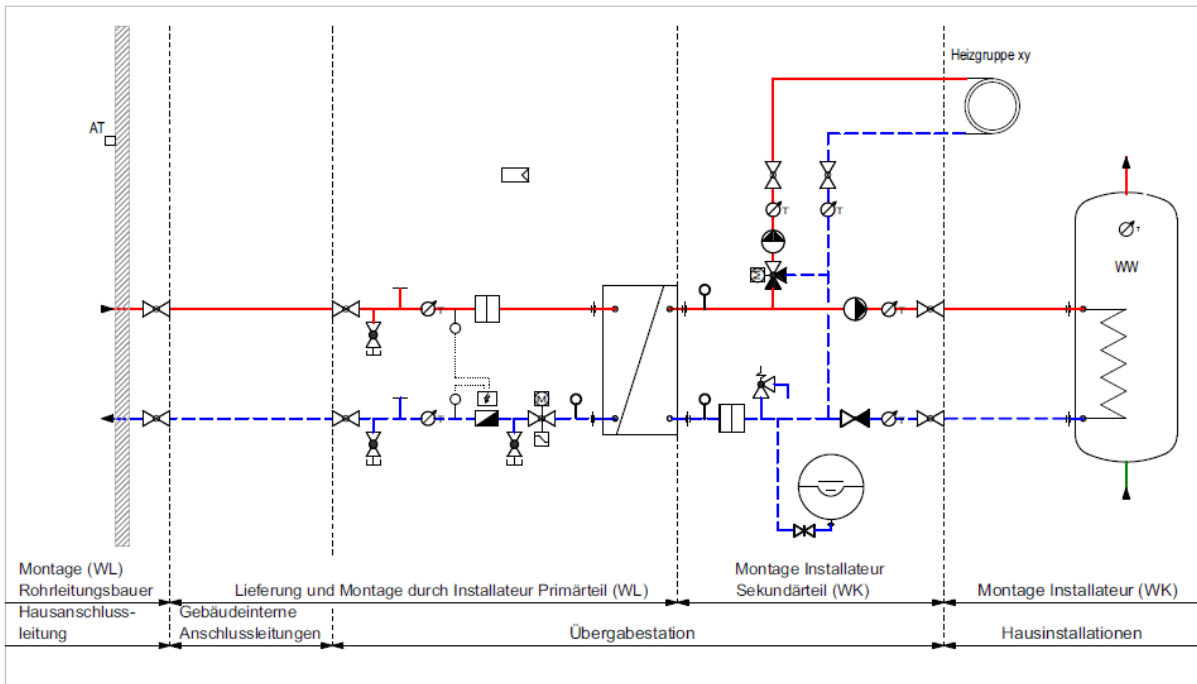 Heizgruppe xy
AT
T
T
T
WW
T
T
M
T
T
M
T
Montage (WL)
Rohrleitungsbauer
Lieferung und Montage durch Installateur Primärteil (WL)
Montage Installateur
Sekundärteil (WK)
Montage Installateur (WK)
Hausanschluss-
leitung
Gebäudeinterne
Anschlussleitungen
Übergabestation
Hausinstallationen